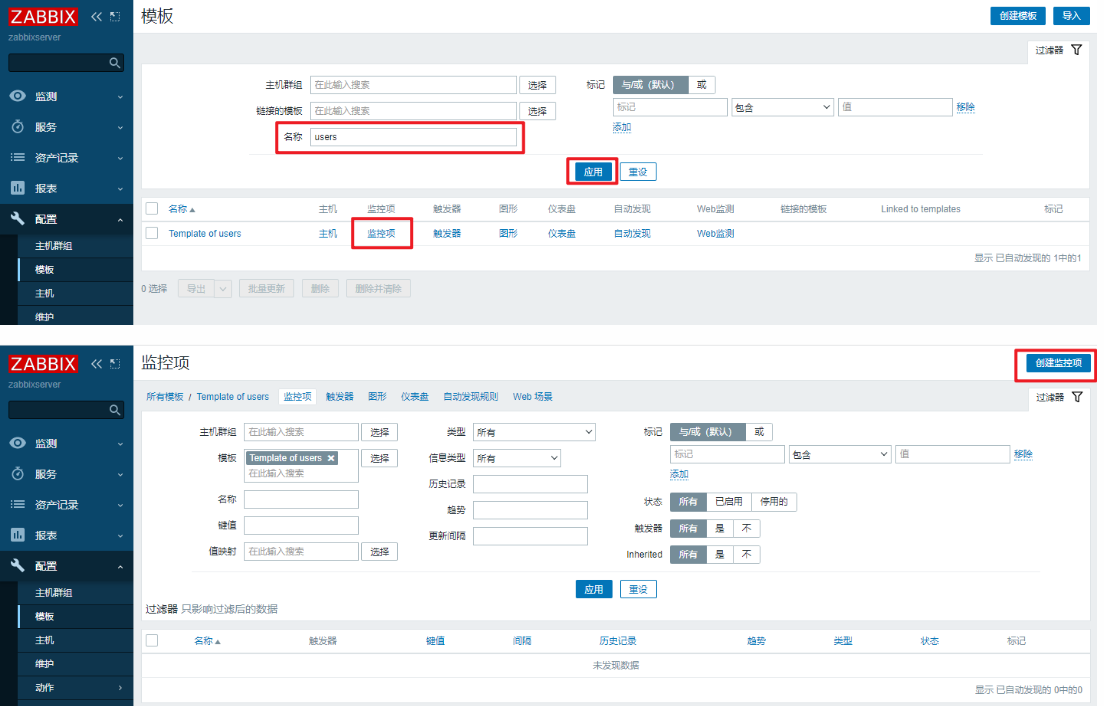 ZABBIX
zabbixserver
监测
服务
资产记录
报表
配置
主机群组
模板
主机
维护
模板
创建模板 导入
过滤器
主机群组 在此输入搜索 选择 标记 与/或（默认） 或
链接的模板 在此输入搜索 选择 标记 包含 值 移除
名称 users 添加
应用 重设
名称 主机 监控项 触发器 图形 仪表盘 自动发现 Web监测 链接的模板 Linked to templates 标记
Template of users 主机 监控项 触发器 图形 仪表盘 自动发现 Web监测
显示 已自动发现的 1中的1
0 选择 导出 批量更新 删除 删除并清除
ZABBIX
zabbixserver
监测
服务
资产记录
报表
配置
主机群组
模板
主机
维护
动作
监控项
创建监控项
所有模板 / Template of users 监控项 触发器 图形 仪表盘 自动发现规则 Web 场景
过滤器
主机群组 在此输入搜索 选择 类型 所有 标记 与/或（默认） 或
模板 Template of users 选择 信息类型 所有 标记 包含 值 移除
在此输入搜索 历史记录 添加
名称 趋势 状态 所有 已启用 停用的
键值 更新间隔 触发器 所有 是 不
值映射 在此输入搜索 选择 Inherited 所有 是 不
应用 重设
过滤器 只影响过滤后的数据
名称 触发器 键值 间隔 历史记录 趋势 类型 状态 标记
未发现数据
显示 已自动发现的 0中的0